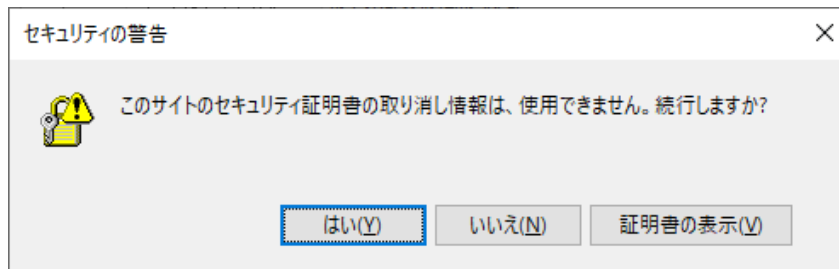 セキュリティの警告
このサイトのセキュリティ証明書の取り消し情報は、使用できません。続行しますか?
はい(Y)
いいえ(N)
証明書の表示(V)